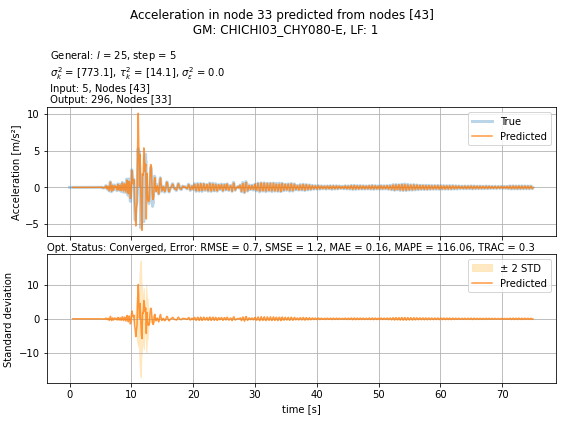 Acceleration in node 33 predicted from nodes [43]
GM: CHICHI03_CHY080-E, LF: 1
General: l = 25, step = 5
σ²ₖ = [773.1], τ²ₖ = [14.1], σ²ε = 0.0
Input: 5, Nodes [43]
Output: 296, Nodes [33]
10
5
0
−5
Acceleration [m/s²]
True
Predicted
Opt. Status: Converged, Error: RMSE = 0.7, SMSE = 1.2, MAE = 0.16, MAPE = 116.06, TRAC = 0.3
10
0
−10
Standard deviation
± 2 STD
Predicted
0 10 20 30 40 50 60 70
time [s]